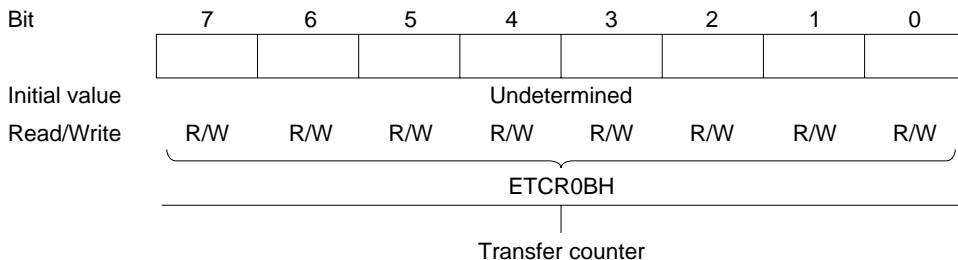 Bit 7 6 5 4 3 2 1 0
Initial value Undetermined
Read/Write R/W R/W R/W R/W R/W R/W R/W R/W
ETCR0BH
Transfer counter